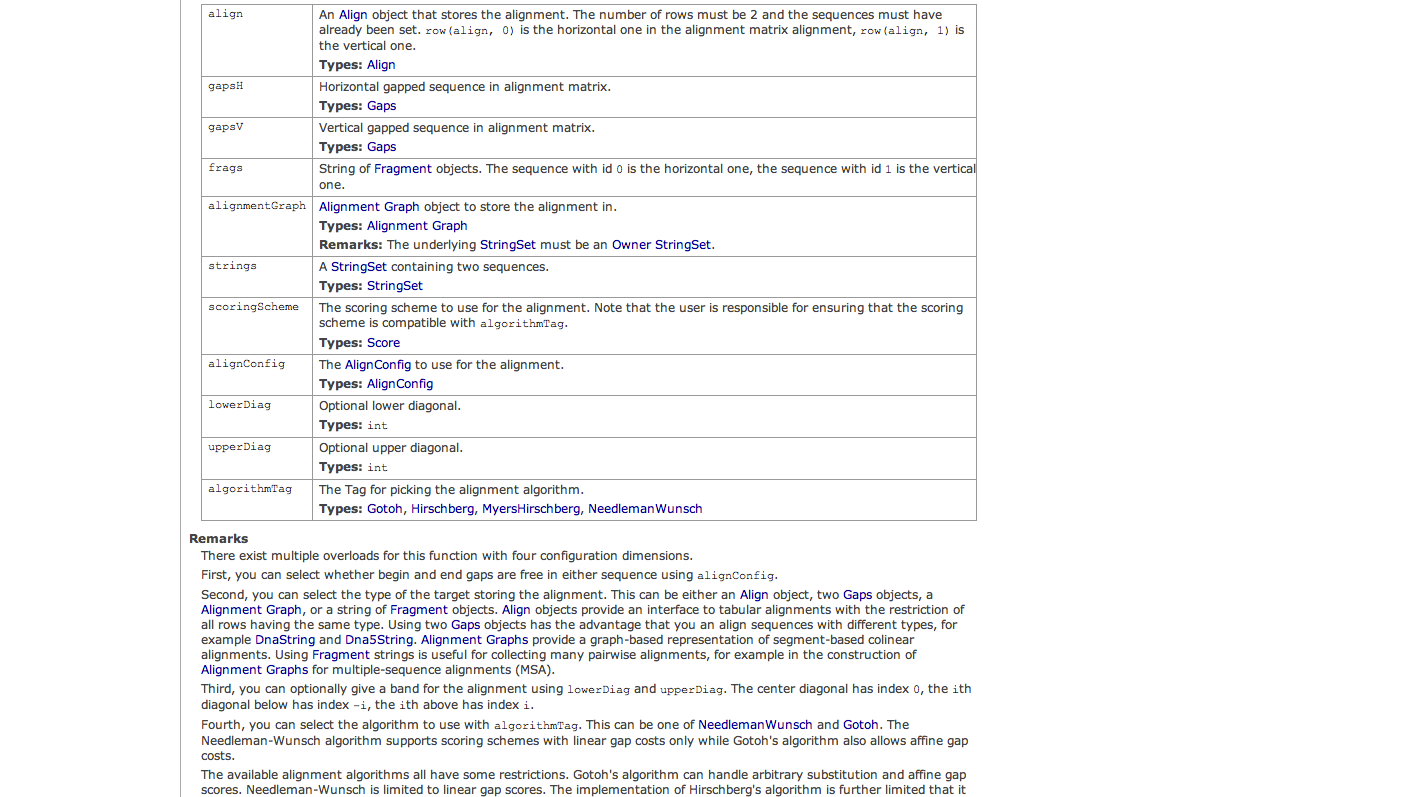 align
An Align object that stores the alignment. The number of rows must be 2 and the sequences must have
already been set. row(align, 0) is the horizontal one in the alignment matrix alignment, row(align, 1) is
the vertical one.
Types: Align
gapsH
Horizontal gapped sequence in alignment matrix.
Types: Gaps
gapsV
Vertical gapped sequence in alignment matrix.
Types: Gaps
frags
String of Fragment objects. The sequence with id 0 is the horizontal one, the sequence with id 1 is the vertical
one.
alignmentGraph
Alignment Graph object to store the alignment in.
Types: Alignment Graph
Remarks: The underlying StringSet must be an Owner StringSet.
strings
A StringSet containing two sequences.
Types: StringSet
scoringScheme
The scoring scheme to use for the alignment. Note that the user is responsible for ensuring that the scoring
scheme is compatible with algorithmTag.
Types: Score
alignConfig
The AlignConfig to use for the alignment.
Types: AlignConfig
lowerDiag
Optional lower diagonal.
Types: int
upperDiag
Optional upper diagonal.
Types: int
algorithmTag
The Tag for picking the alignment algorithm.
Types: Gotoh, Hirschberg, MyersHirschberg, NeedlemanWunsch
Remarks
There exist multiple overloads for this function with four configuration dimensions.
First, you can select whether begin and end gaps are free in either sequence using alignConfig.
Second, you can select the type of the target storing the alignment. This can be either an Align object, two Gaps objects, a
Alignment Graph, or a string of Fragment objects. Align objects provide an interface to tabular alignments with the restriction of
all rows having the same type. Using two Gaps objects has the advantage that you an align sequences with different types, for
example DnaString and Dna5String. Alignment Graphs provide a graph-based representation of segment-based colinear
alignments. Using Fragment strings is useful for collecting many pairwise alignments, for example in the construction of
Alignment Graphs for multiple-sequence alignments (MSA).
Third, you can optionally give a band for the alignment using lowerDiag and upperDiag. The center diagonal has index 0, the ith
diagonal below has index -i, the ith above has index i.
Fourth, you can select the algorithm to use with algorithmTag. This can be one of NeedlemanWunsch and Gotoh. The
Needleman-Wunsch algorithm supports scoring schemes with linear gap costs only while Gotoh's algorithm also allows affine gap
costs.
The available alignment algorithms all have some restrictions. Gotoh's algorithm can handle arbitrary substitution and affine gap
scores. Needleman-Wunsch is limited to linear gap scores. The implementation of Hirschberg's algorithm is further limited that it